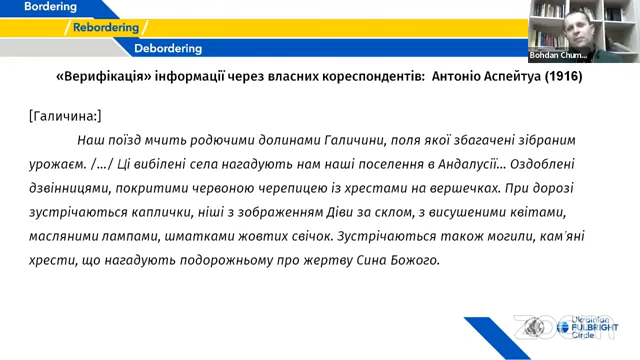 Bordering
Rebordering
Debordering
Bohdan Chum...
«Верифікація» інформації через власних кореспондентів: Антоніо Аспейтуа (1916)
[Галичина:]
Наш поїзд мчить родючими долинами Галичини, поля якої збагачені зібраним
урожаєм. /…/ Ці вибілені села нагадують нам наші поселення в Андалусії… Оздоблені
дзвінницями, покритими червоною черепицею із хрестами на вершечках. При дорозі
зустрічаються каплички, ніші з зображенням Діви за склом, з висушеними квітами,
масляними лампами, шматками жовтих свічок. Зустрічаються також могили, кам’яні
хрести, що нагадують подорожньому про жертву Сина Божого.
Ukrainian
FULBRIGHT
Circle
zoom